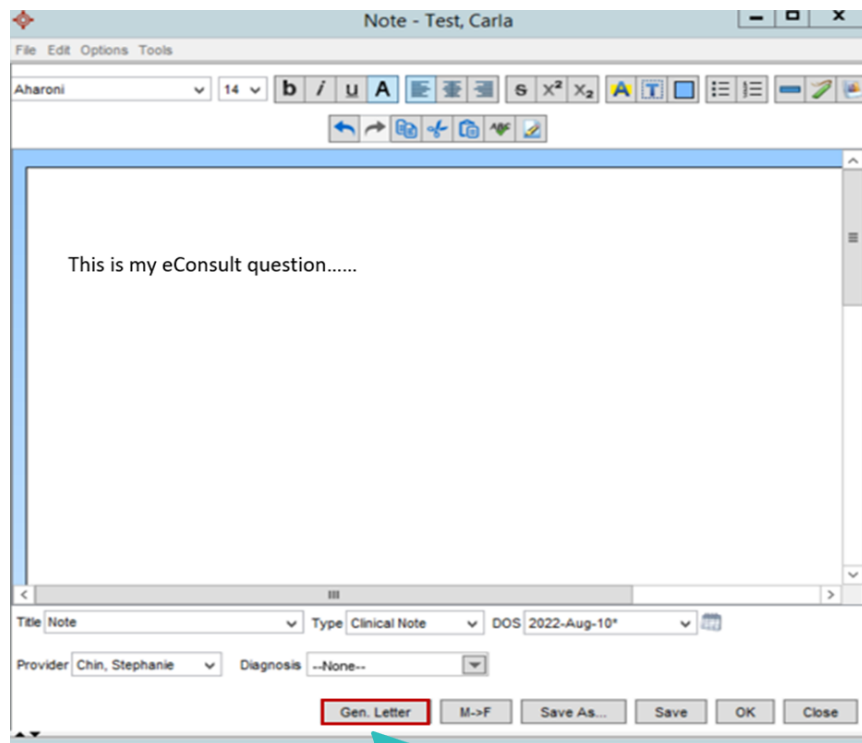 Note - Test, Carla
File Edit Options Tools
Aharoni 14 b i u A S X² X₂ A T
ABC
This is my eConsult question......
Title Note Type Clinical Note DOS 2022-Aug-10*
Provider Chin, Stephanie Diagnosis --None--
Gen. Letter M->F Save As... Save OK Close